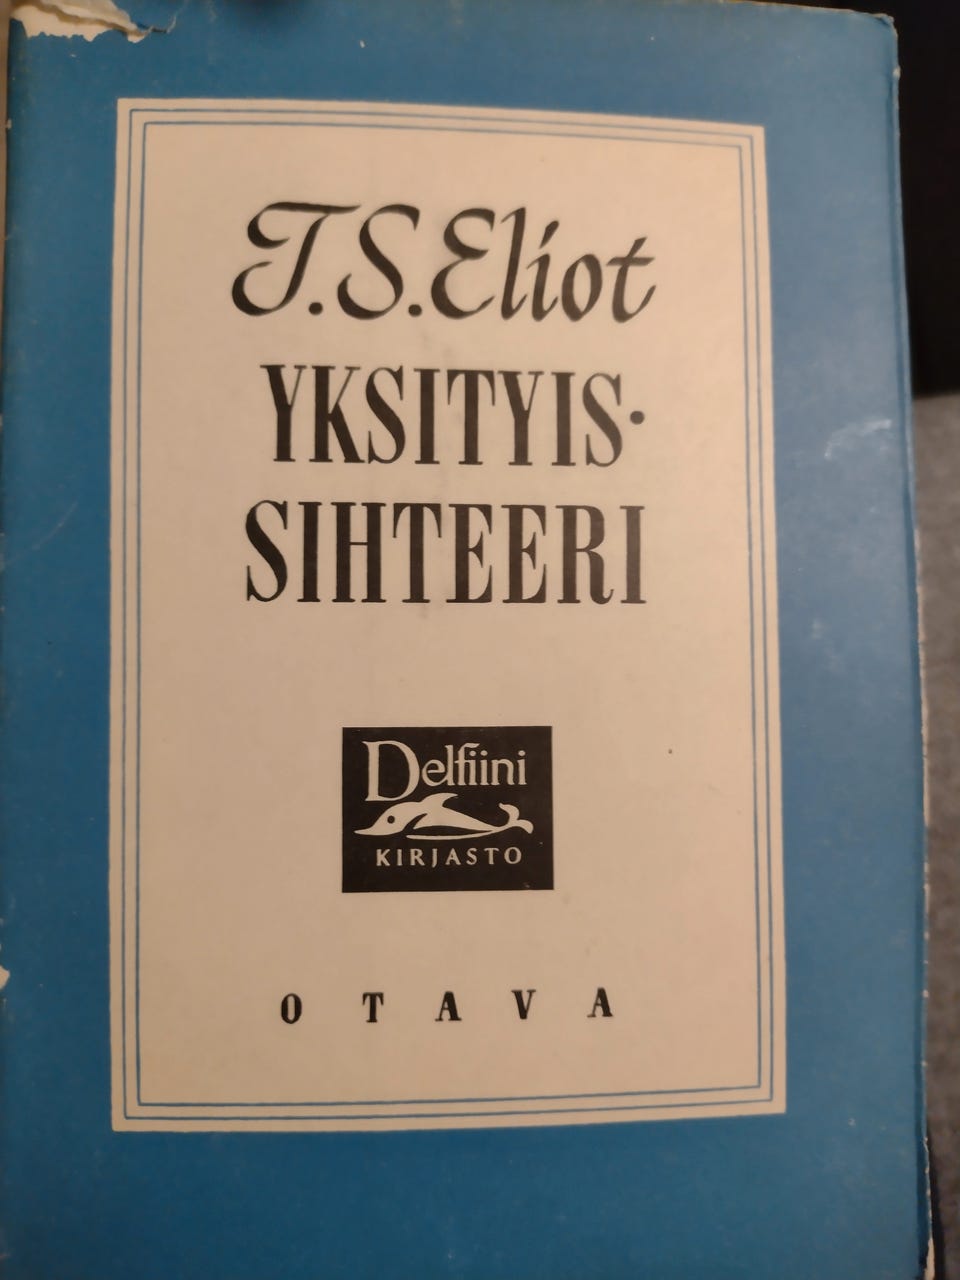 T.S.Eliot
YKSITYIS·
SIHTEERI
Delfiini
KIRJASTO
OTAVA